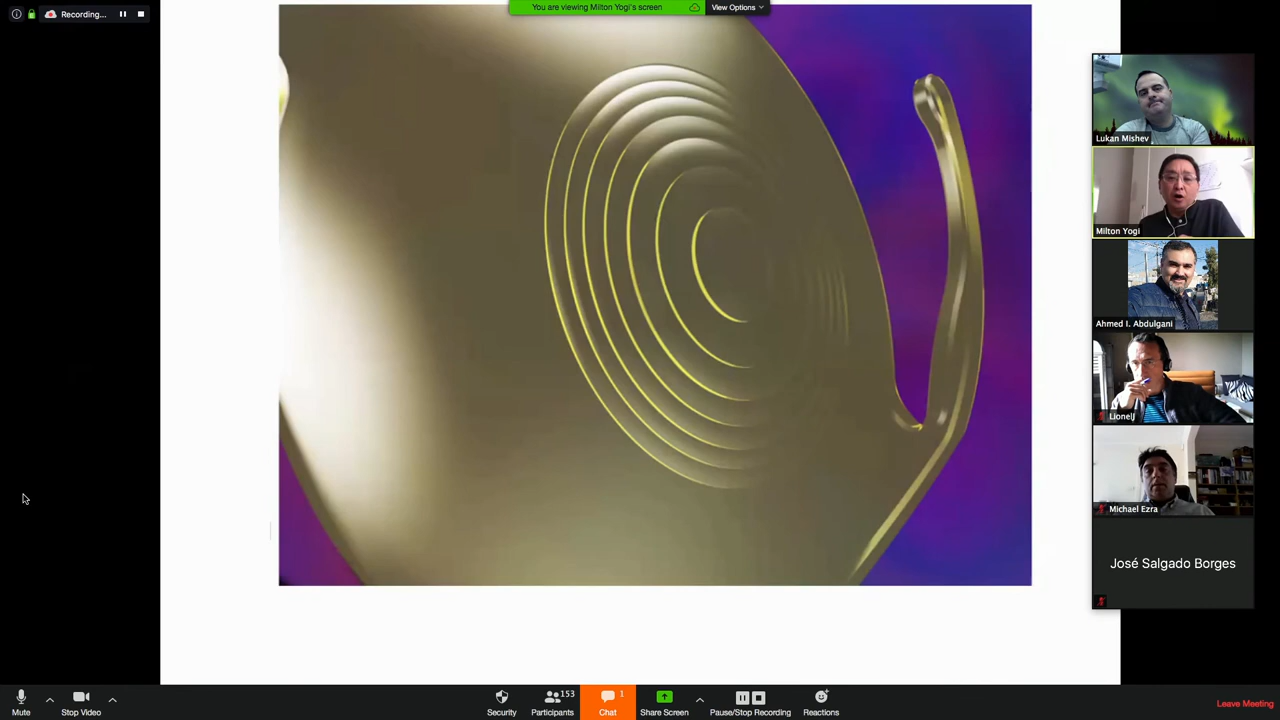 Recording...
You are viewing Milton Yogi's screen
View Options
Lukan Mishev
Milton Yogi
Ahmed I. Abdulgani
LionelJ
Michael Ezra
José Salgado Borges
Mute
Stop Video
Security
153
Participants
1
Chat
Share Screen
Pause/Stop Recording
Reactions
Leave Meeting